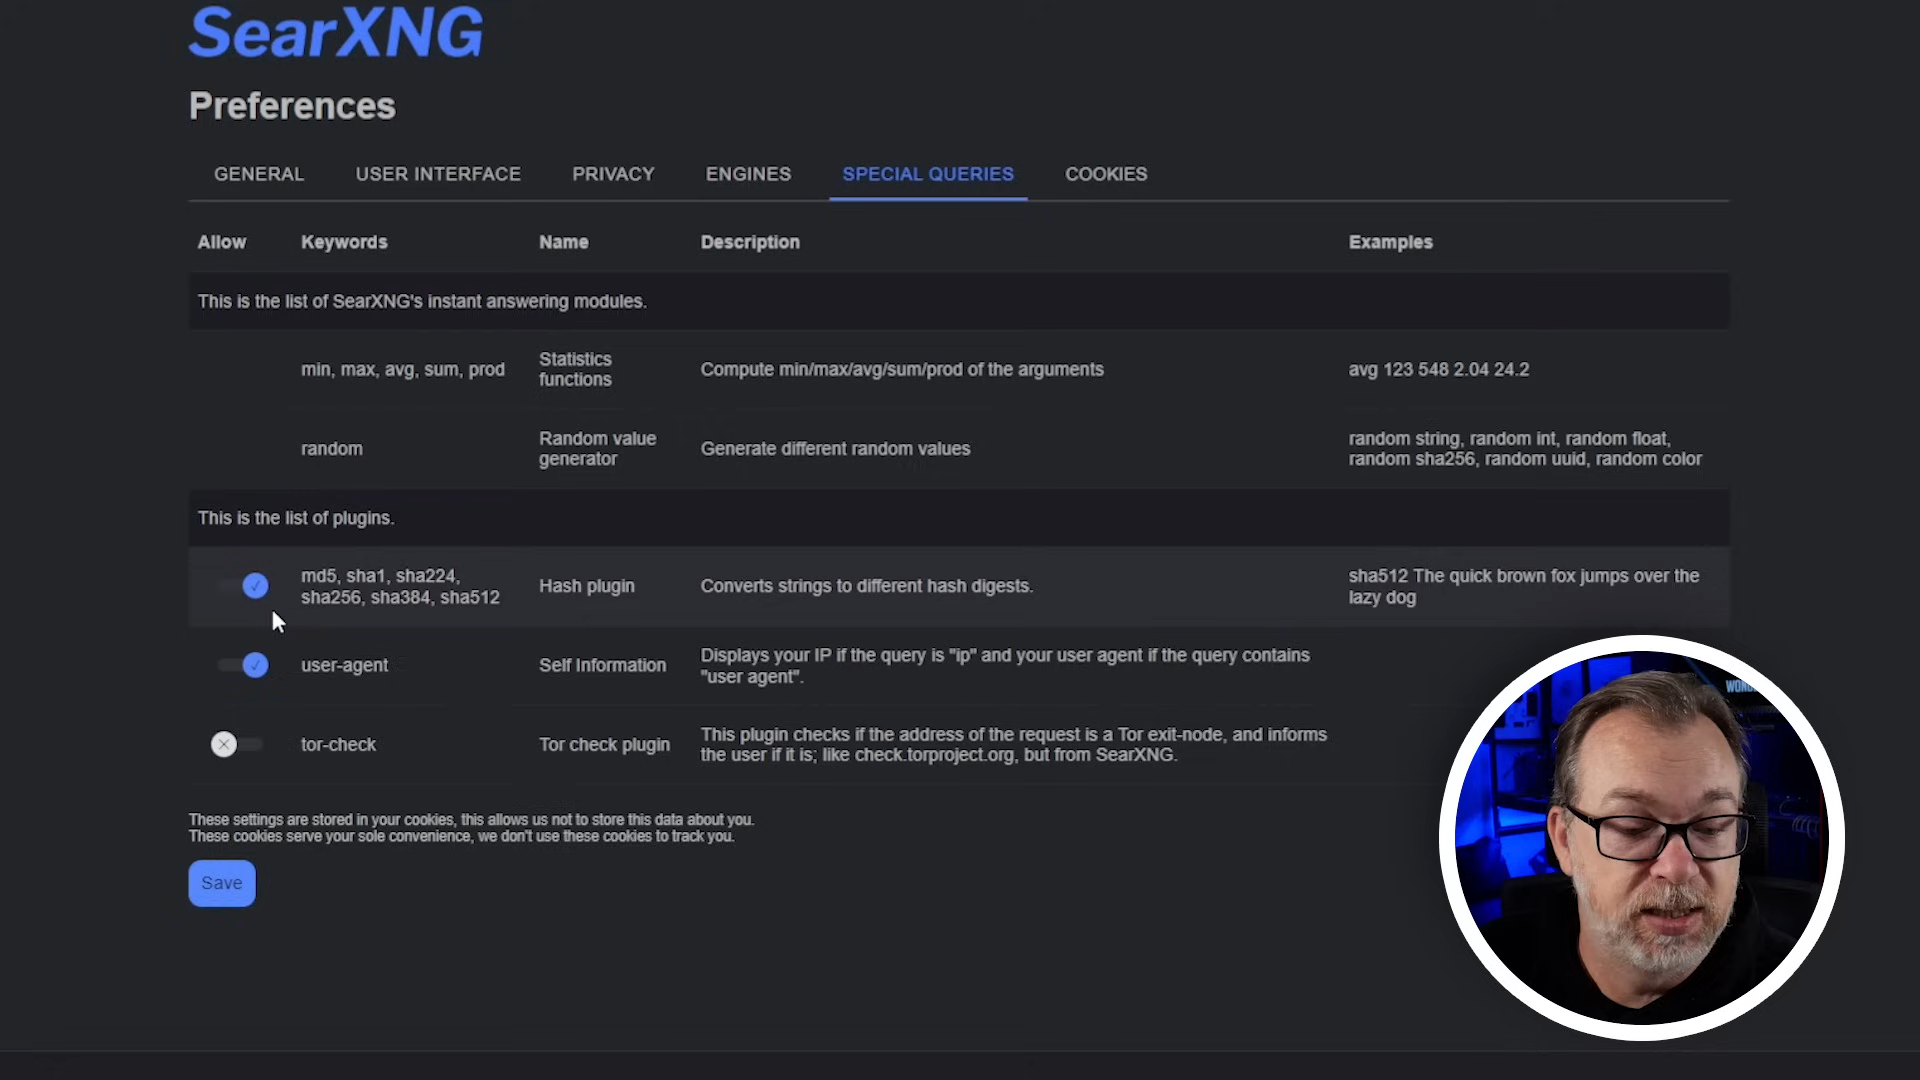 SearXNG
Preferences
GENERAL USER INTERFACE PRIVACY ENGINES SPECIAL QUERIES COOKIES
Allow Keywords Name Description Examples
This is the list of SearXNG's instant answering modules.
min, max, avg, sum, prod
Statistics
functions
Compute min/max/avg/sum/prod of the arguments
avg 123 548 2.04 24.2
random
Random value
generator
Generate different random values
random string, random int, random float,
random sha256, random uuid, random color
This is the list of plugins.
md5, sha1, sha224,
sha256, sha384, sha512
Hash plugin
Converts strings to different hash digests.
sha512 The quick brown fox jumps over the
lazy dog
user-agent
Self Information
Displays your IP if the query is "ip" and your user agent if the query contains
"user agent".
tor-check
Tor check plugin
This plugin checks if the address of the request is a Tor exit-node, and informs
the user if it is; like check.torproject.org, but from SearXNG.
These settings are stored in your cookies, this allows us not to store this data about you.
These cookies serve your sole convenience, we don't use these cookies to track you.
Save